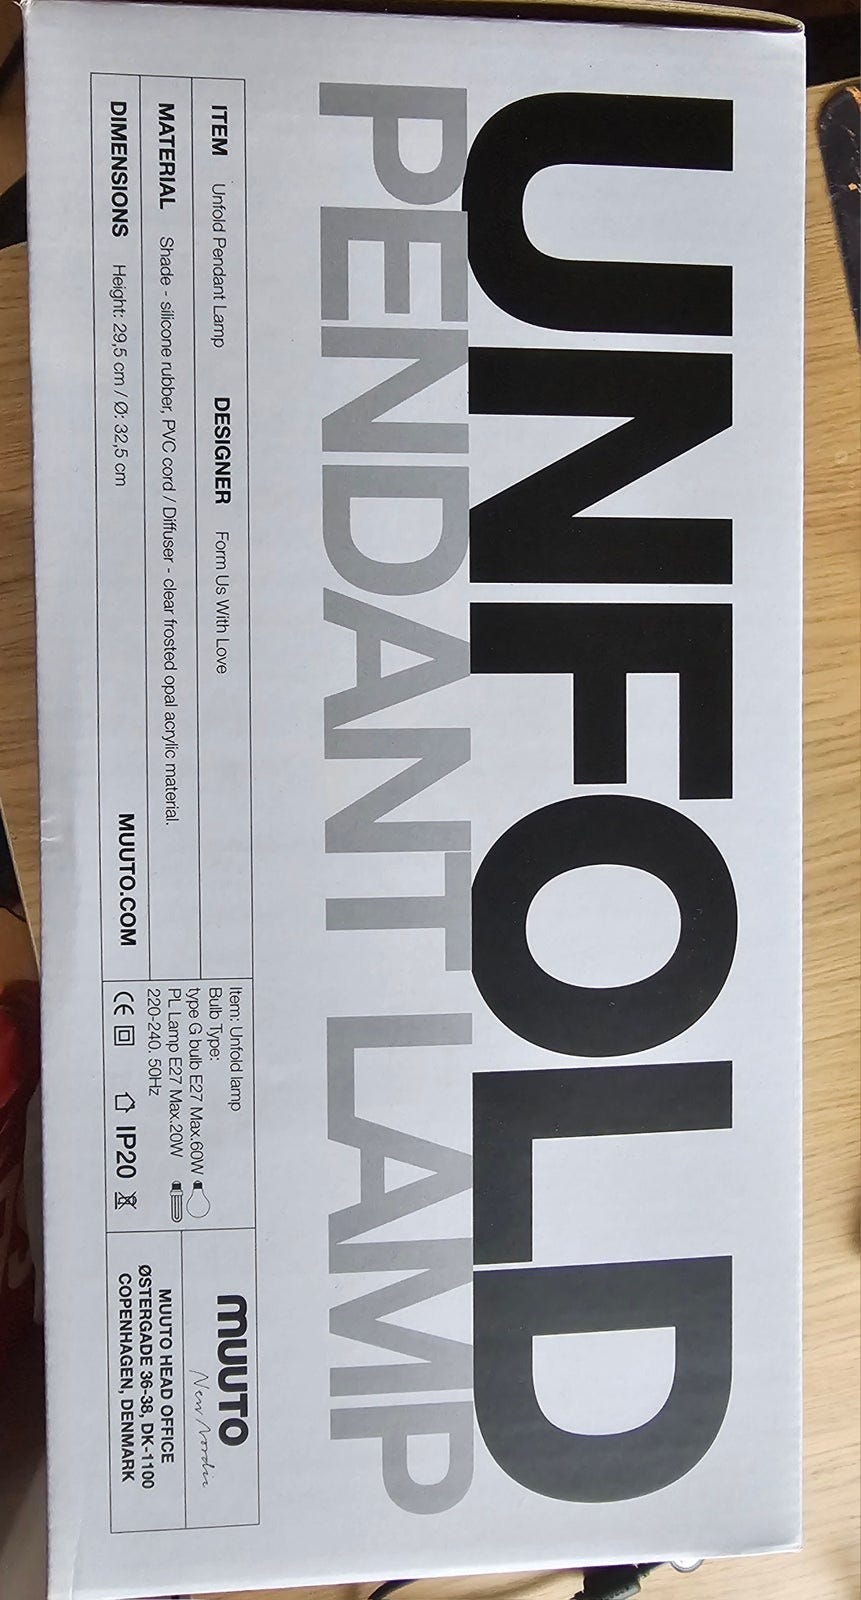 UNFOLD
PENDANT LAMP
ITEM Unfold Pendant Lamp DESIGNER Form Us With Love
MATERIAL Shade - silicone rubber, PVC cord / Diffuser - clear frosted opal acrylic material.
DIMENSIONS Height: 29,5 cm / Ø: 32,5 cm MUUTO.COM
Item: Unfold lamp
Bulb Type:
type G bulb E27 Max.60W
PL Lamp E27 Max.20W
220-240. 50Hz
CE IP20
muuto
New Nordic
MUUTO HEAD OFFICE
ØSTERGADE 36-38, DK-1100
COPENHAGEN, DENMARK